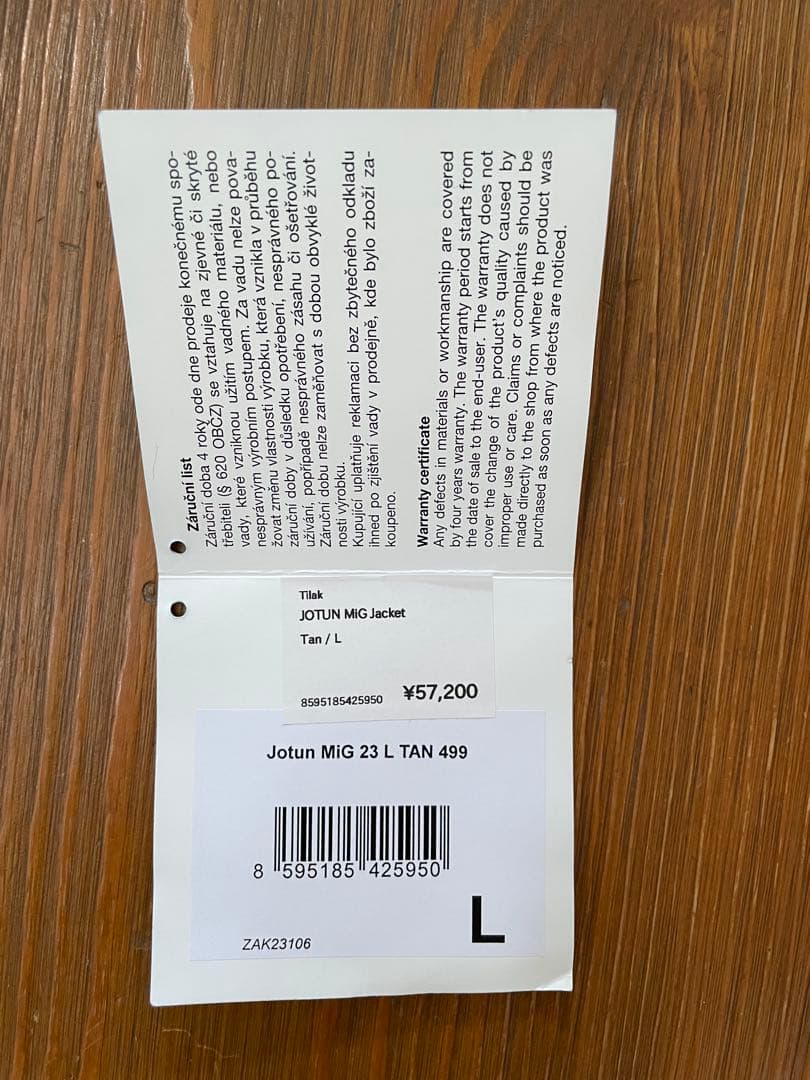 Záruční list
Záruční doba 4 roky ode dne prodeje konečnému spo-
třebiteli (§ 620 OBČZ) se vztahuje na zjevné či skryté
vady, které vzniknou užitím vadného materiálu, nebo
nesprávným výrobním postupem. Za vadu nelze pova-
žovat změnu vlastností výrobku, která vznikla v průběhu
záruční doby v důsledku opotřebení, nesprávného po-
užívání, popřípadě nesprávného zásahu či ošetřování.
Záruční dobu nelze zaměňovat s dobou obvyklé život-
nosti výrobku.
Kupující uplatňuje reklamaci bez zbytečného odkladu
ihned po zjištění vady v prodejně, kde bylo zboží za-
koupeno.
Warranty certificate
Any defects in materials or workmanship are covered
by four years warranty. The warranty period starts from
the date of sale to the end-user. The warranty does not
cover the change of the product's quality caused by
improper use or care. Claims or complaints should be
made directly to the shop from where the product was
purchased as soon as any defects are noticed.
Tilak
JOTUN MiG Jacket
Tan / L
8595185425950 ¥57,200
Jotun MiG 23 L TAN 499
8 595185 425950
L
ZAK23106